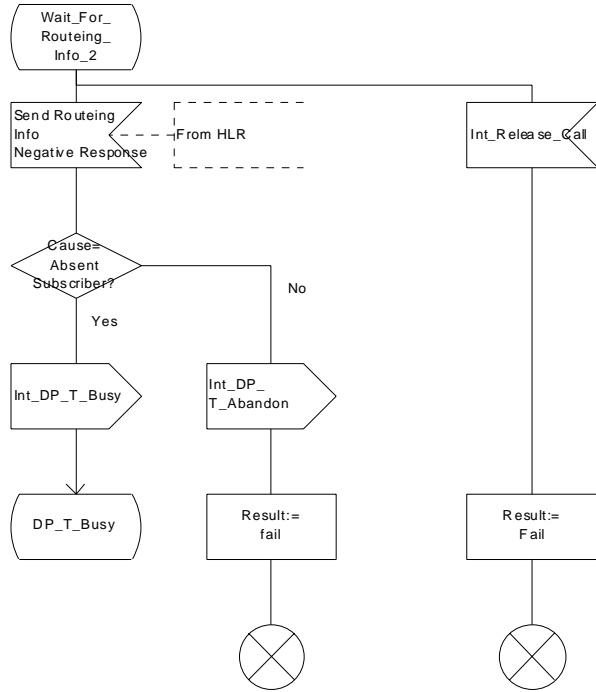 Wait_For_
Routeing_
Info_2
Send Routeing
Info
Negative Response
From HLR
Int_Release_Call
Cause=
Absent
Subscriber?
No
Yes
Int_DP_T_Busy
Int_DP_
T_Abandon
DP_T_Busy
Result:=
fail
Result:=
Fail